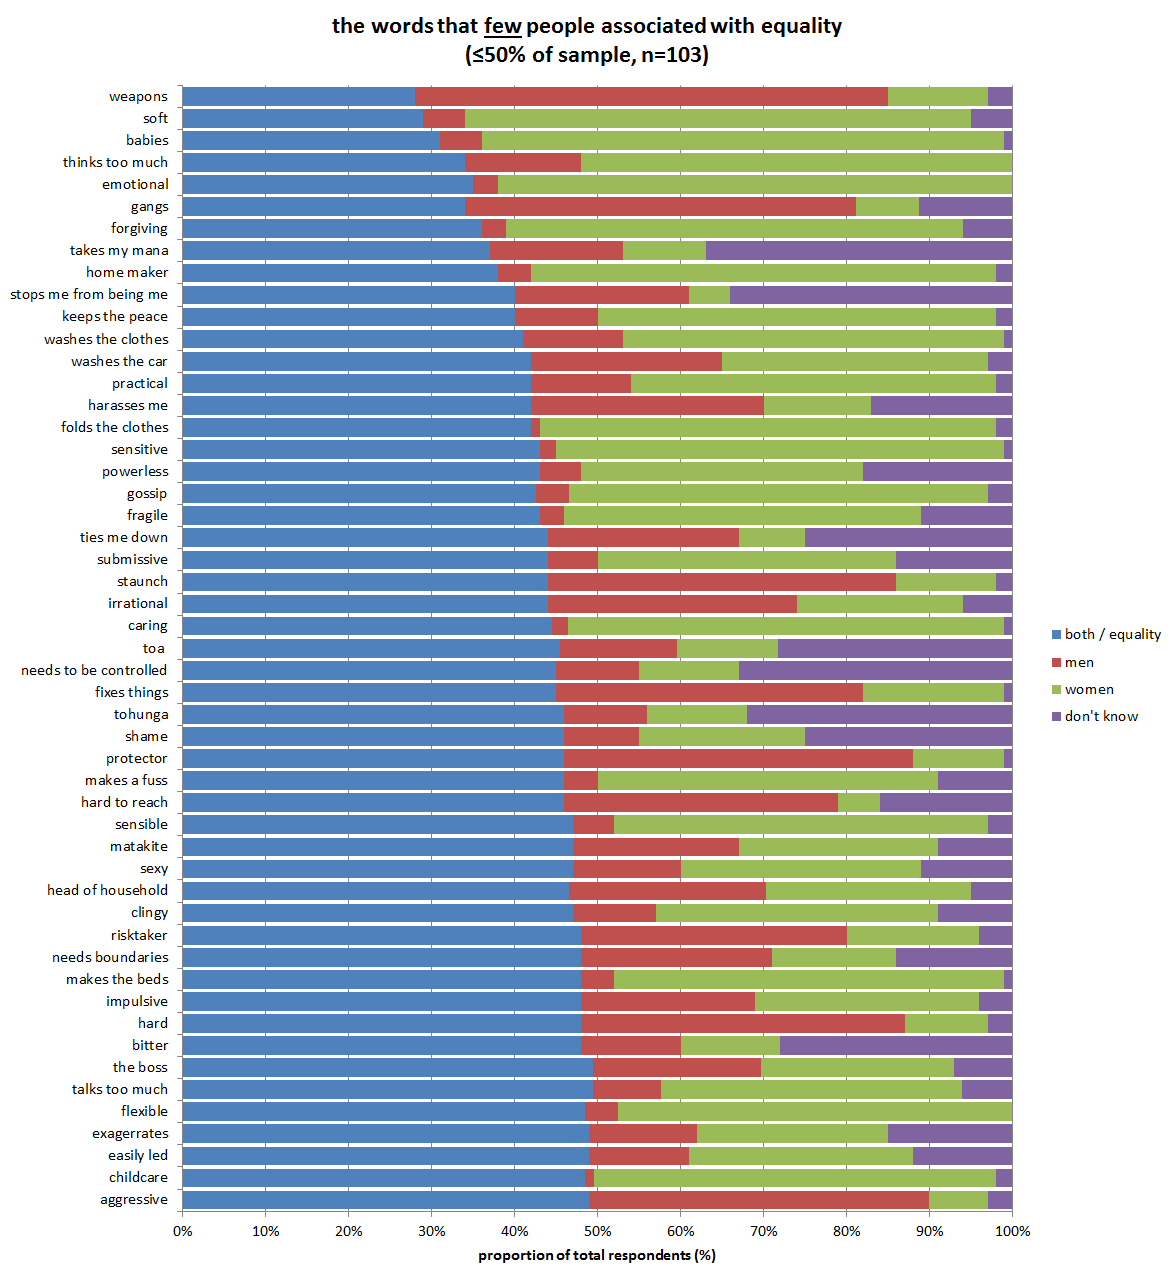 the words that few people associated with equality
(≤50% of sample, n=103)
weapons
soft
babies
thinks too much
emotional
gangs
forgiving
takes my mana
home maker
stops me from being me
keeps the peace
washes the clothes
washes the car
practical
harasses me
folds the clothes
sensitive
powerless
gossip
fragile
ties me down
submissive
staunch
irrational
caring
toa
needs to be controlled
fixes things
tohunga
shame
protector
makes a fuss
hard to reach
sensible
matakite
sexy
head of household
clingy
risktaker
needs boundaries
makes the beds
impulsive
hard
bitter
the boss
talks too much
flexible
exagerrates
easily led
childcare
aggressive
0% 10% 20% 30% 40% 50% 60% 70% 80% 90% 100%
proportion of total respondents (%)
both / equality
men
women
don't know